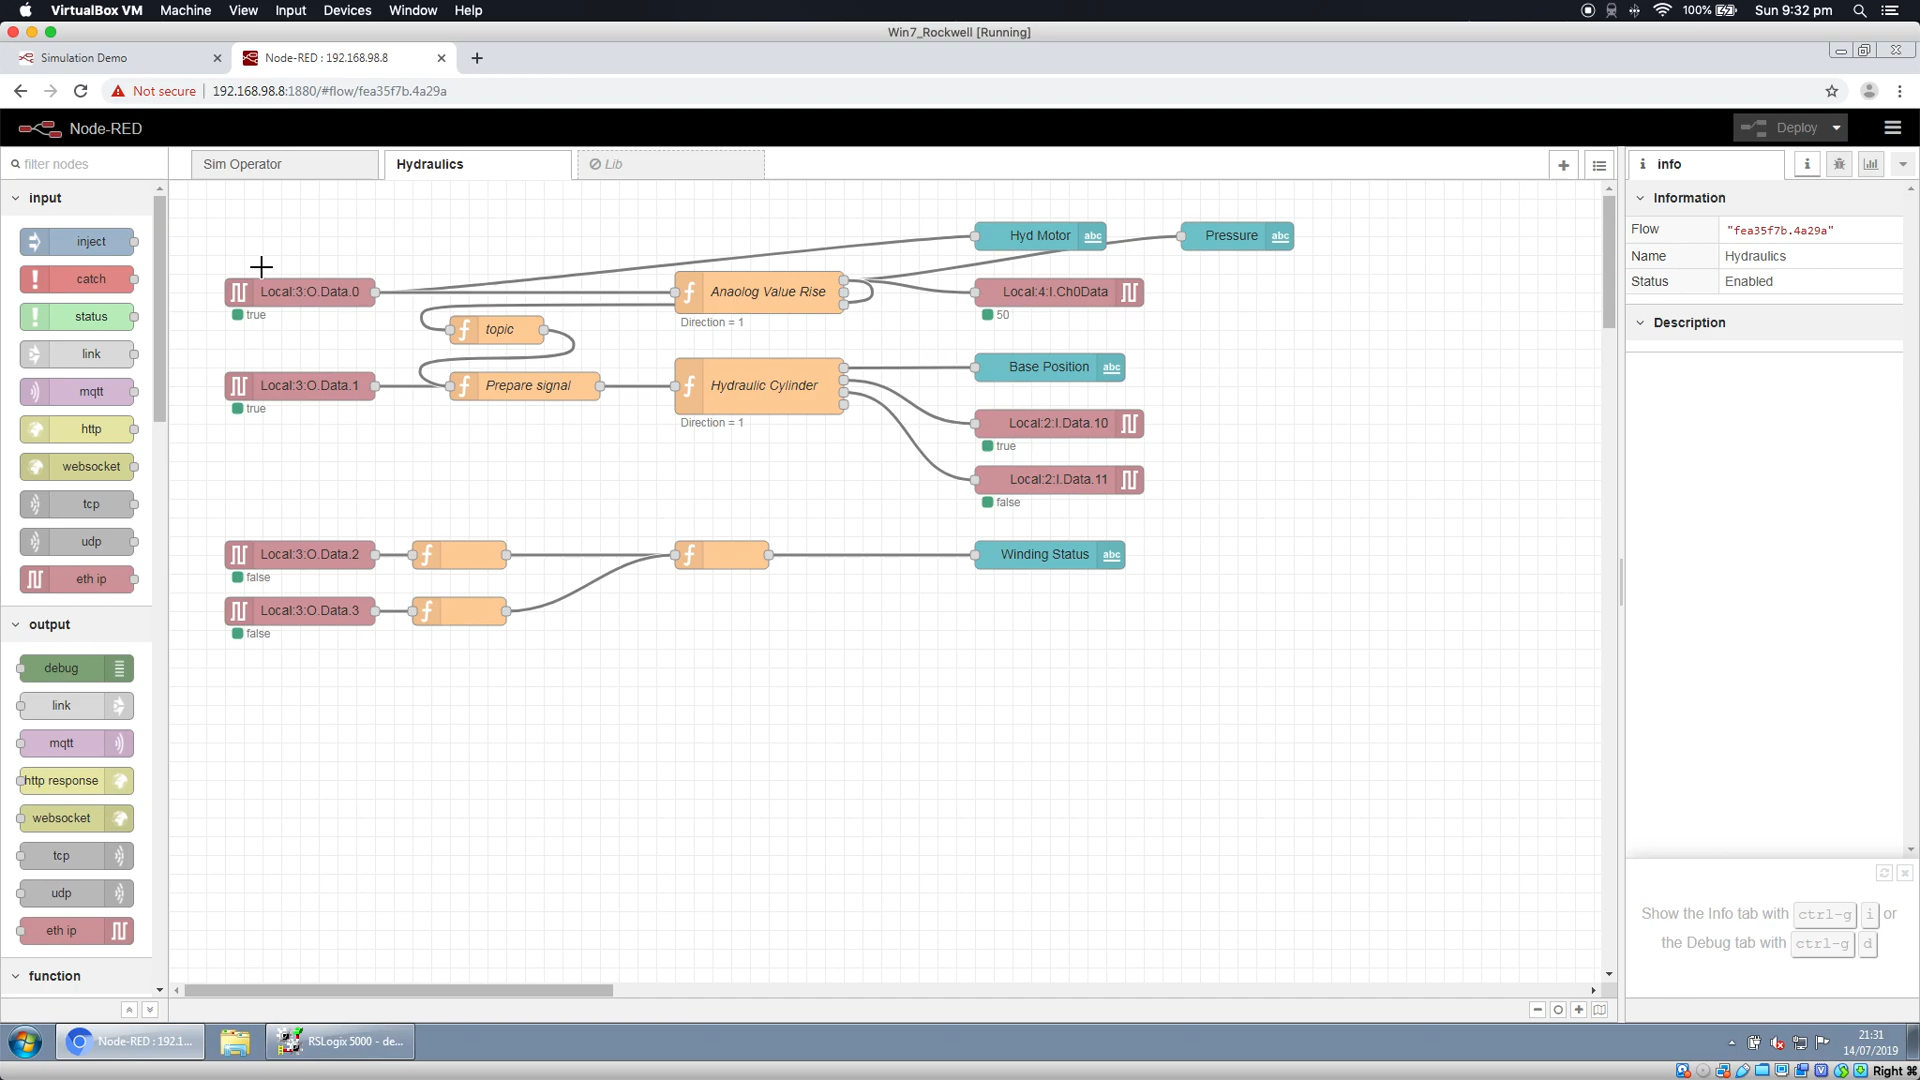 VirtualBox VM Machine View Input Devices Window Help 100% Sun 9:32 pm
Win7_Rockwell [Running]
Simulation Demo Node-RED : 192.168.98.8
Not secure 192.168.98.8:1880/#flow/fea35f7b.4a29a
Node-RED Deploy
filter nodes Sim Operator Hydraulics Lib info
input
inject
catch
status
link
mqtt
http
websocket
tcp
udp
eth ip
output
debug
link
mqtt
http response
websocket
tcp
udp
eth ip
function
Hyd Motor abc Pressure abc
Local:3:O.Data.0 Anaolog Value Rise Local:4:I.Ch0Data
true Direction = 1 50
topic
Base Position abc
Local:3:O.Data.1 Prepare signal Hydraulic Cylinder
true Direction = 1
Local:2:I.Data.10
true
Local:2:I.Data.11
false
Local:3:O.Data.2 Winding Status abc
false
Local:3:O.Data.3
false
Information
Flow "fea35f7b.4a29a"
Name Hydraulics
Status Enabled
Description
Show the Info tab with ctrl-g i or
the Debug tab with ctrl-g d
Node-RED : 192.1... RSLogix 5000 - de...
21:31
14/07/2019
Right ⌘